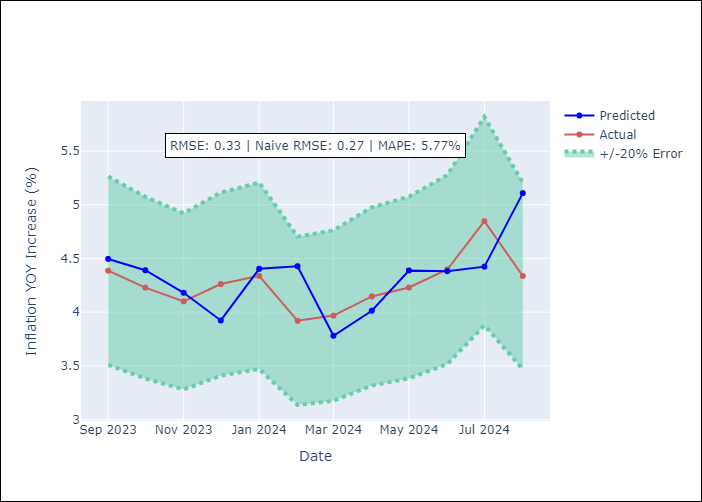 RMSE: 0.33 | Naive RMSE: 0.27 | MAPE: 5.77%
Predicted
Actual
+/-20% Error
Inflation YOY Increase (%)
5.5
5
4.5
4
3.5
3
Sep 2023 Nov 2023 Jan 2024 Mar 2024 May 2024 Jul 2024
Date